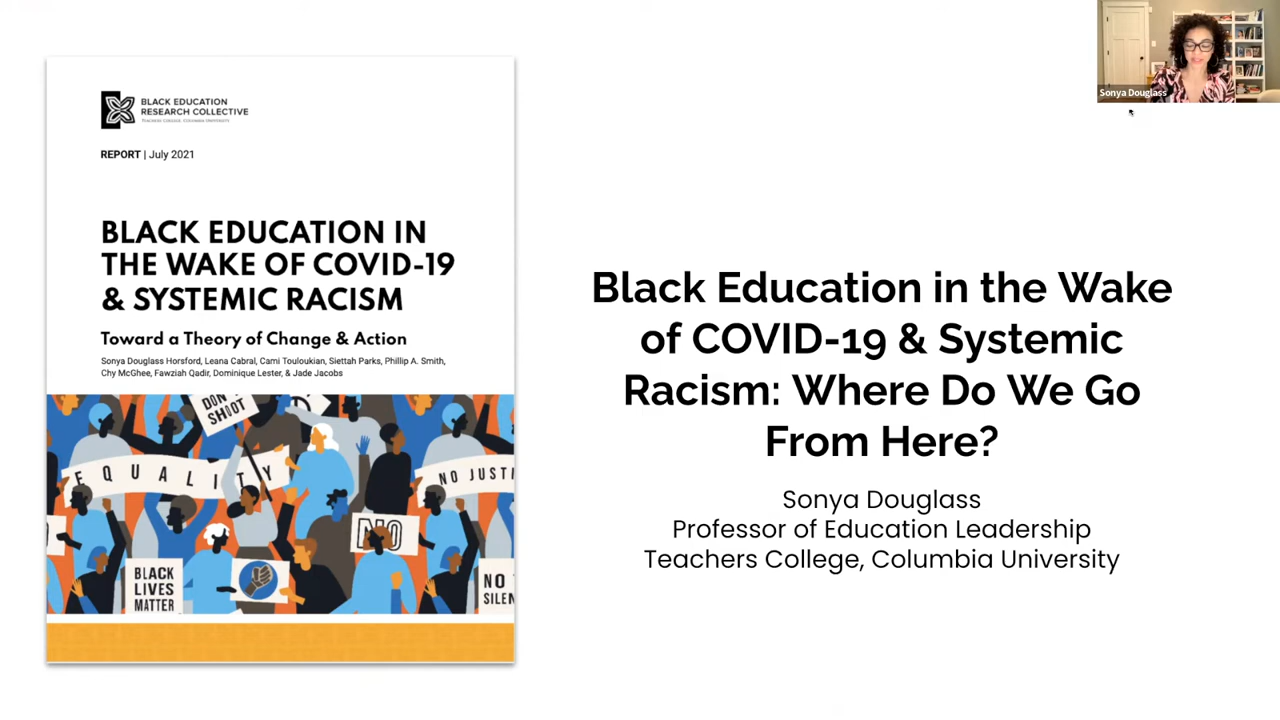 BLACK EDUCATION
RESEARCH COLLECTIVE
TEACHERS COLLEGE, COLUMBIA UNIVERSITY
REPORT | July 2021
BLACK EDUCATION IN
THE WAKE OF COVID-19
& SYSTEMIC RACISM
Toward a Theory of Change & Action
Sonya Douglass Horsford, Leana Cabral, Cami Touloukian, Siettah Parks, Phillip A. Smith,
Chy McGhee, Fawziah Qadir, Dominique Lester, & Jade Jacobs
DON'
SHOOT
EQUALITY
NO JUSTI
NO
BLACK
LIVES
MATTER
NO
SILEN
Sonya Douglass
Black Education in the Wake
of COVID-19 & Systemic
Racism: Where Do We Go
From Here?
Sonya Douglass
Professor of Education Leadership
Teachers College, Columbia University